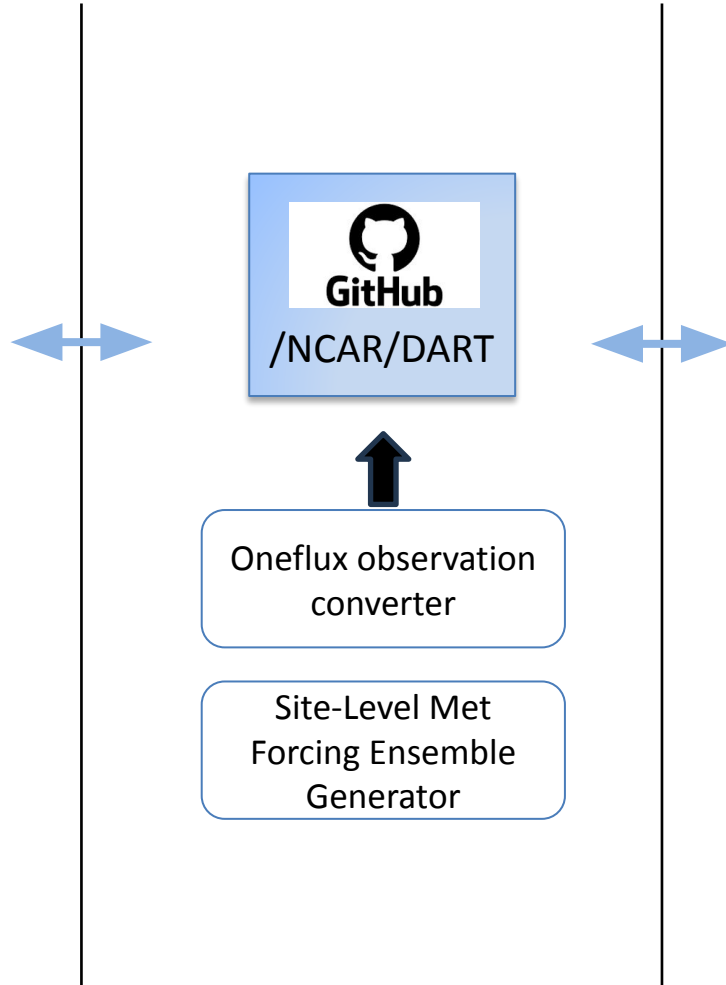 GitHub
/NCAR/DART
Oneflux observation
converter
Site-Level Met
Forcing Ensemble
Generator